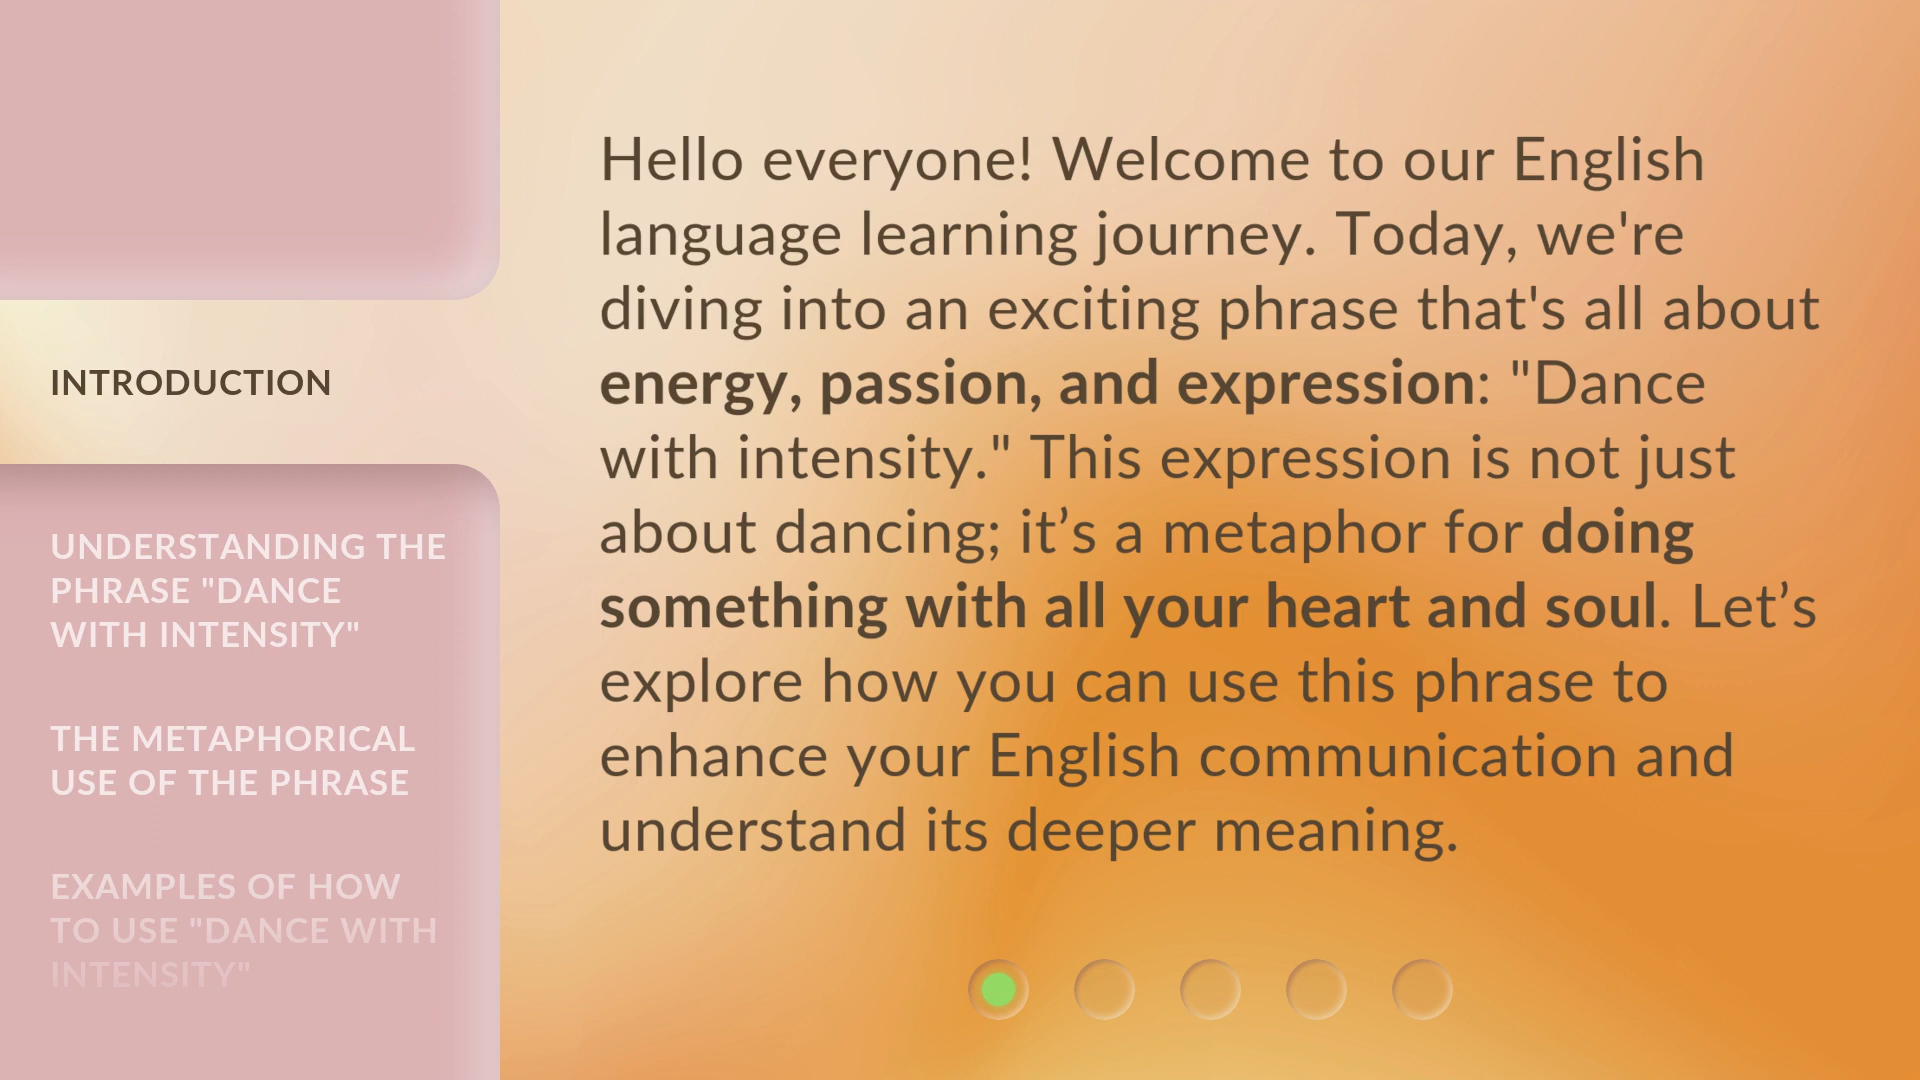 INTRODUCTION
UNDERSTANDING THE
PHRASE "DANCE
WITH INTENSITY"
THE METAPHORICAL
USE OF THE PHRASE
EXAMPLES OF HOW
TO USE "DANCE WITH
INTENSITY"
Hello everyone! Welcome to our English
language learning journey. Today, we're
diving into an exciting phrase that's all about
energy, passion, and expression: "Dance
with intensity." This expression is not just
about dancing; it’s a metaphor for doing
something with all your heart and soul. Let’s
explore how you can use this phrase to
enhance your English communication and
understand its deeper meaning.